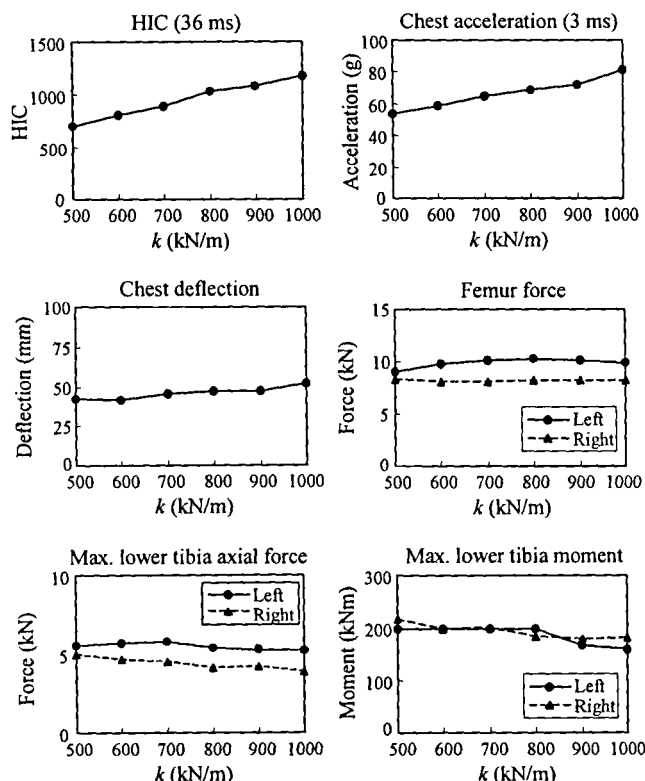 HIC (36 ms)
1500
1000
500
0
HIC
500 600 700 800 900 1000
k (kN/m)
Chest acceleration (3 ms)
100
80
60
40
20
0
Acceleration (g)
500 600 700 800 900 1000
k (kN/m)
Chest deflection
100
75
50
25
0
Deflection (mm)
500 600 700 800 900 1000
k (kN/m)
Femur force
15
10
5
0
Force (kN)
Left
Right
500 600 700 800 900 1000
k (kN/m)
Max. lower tibia axial force
10
5
0
Force (kN)
Left
Right
500 600 700 800 900 1000
k (kN/m)
Max. lower tibia moment
300
200
100
0
Moment (kNm)
Left
Right
500 600 700 800 900 1000
k (kN/m)